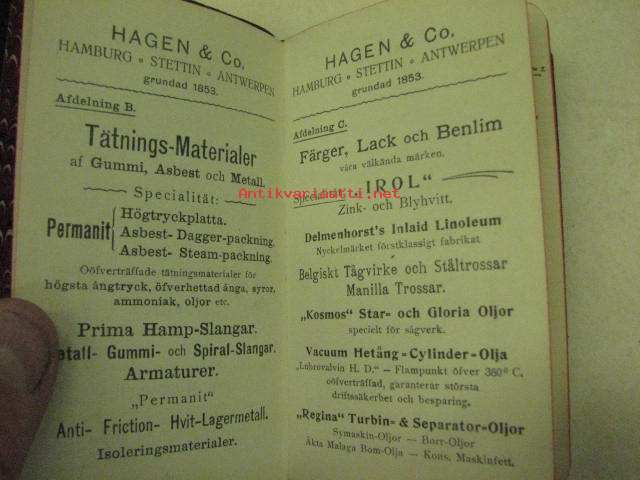 HAGEN & Co.
HAMBURG • STETTIN • ANTWERPEN
grundad 1853.
Afdelning B.
Tätnings-Materialer
af Gummi, Asbest och Metall.
Specialität:
Permanit
Högtryckplatta.
Asbest- Dagger-packning.
Asbest- Steam-packning.
Oöfverträffade tätningsmaterialer för
högsta ångtryck, öfverhettad ånga, syror,
ammoniak, oljor etc.
Prima Hamp-Slangar.
Metall- Gummi- och Spiral-Slangar.
Armaturer.
„Permanit"
Anti- Friction- Hvit-Lagermetall.
Isoleringsmaterialer.
HAGEN & Co.
HAMBURG • STETTIN • ANTWERPEN
grundad 1853.
Afdelning C.
Färger, Lack och Benlim
våra välkända märken.
„IROL"
Zink- och Blyhvitt.
Delmenhorst's Inlaid Linoleum
Nyckelmärket förstklassigt fabrikat
Belgiskt Tågvirke och Ståltrossar
Manilla Trossar.
„Kosmos" Star- och Gloria Oljor
specielt för sågverk.
Vacuum Hetång-Cylinder-Olja
„Lubrovalvin H. D." — Flampunkt öfver 360° C.
oöfverträffad, garanterar största
driftssäkerhet och besparing.
„Regina" Turbin- & Separator-Oljor
Symaskin-Oljor — Borr-Oljor
Äkta Malaga Bom-Olja — Kons. Maskinfett.
Antikvariaatti.net